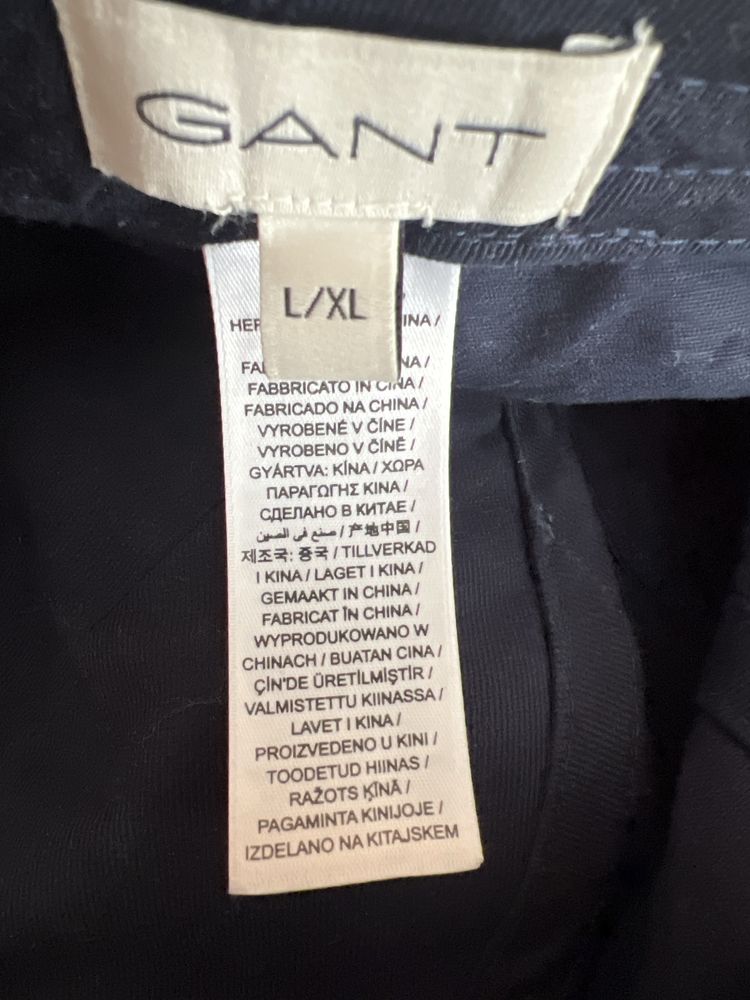 GANT
L/XL
INA /
FABBRICATO IN CINA /
FABRICADO NA CHINA /
VYROBENÉ V ČÍNE /
VYROBENO V ČÍNĚ /
GYÁRTVA: KÍNA / ΧΩΡΑ
ΠΑΡΑΓΩΓΗΣ ΚΙΝΑ /
СДЕЛАНО В КИТАЕ /
صنع في الصين / 产地中国 /
제조국: 중국 / TILLVERKAD
I KINA / LAGET I KINA /
GEMAAKT IN CHINA /
FABRICAT ÎN CHINA /
WYPRODUKOWANO W
CHINACH / BUATAN CINA /
ÇİN'DE ÜRETİLMİŞTİR /
VALMISTETTU KIINASSA /
LAVET I KINA /
PROIZVEDENO U KINI /
TOODETUD HIINAS /
RAŽOTS ĶĪNĀ /
PAGAMINTA KINIJOJE /
IZDELANO NA KITAJSKEM